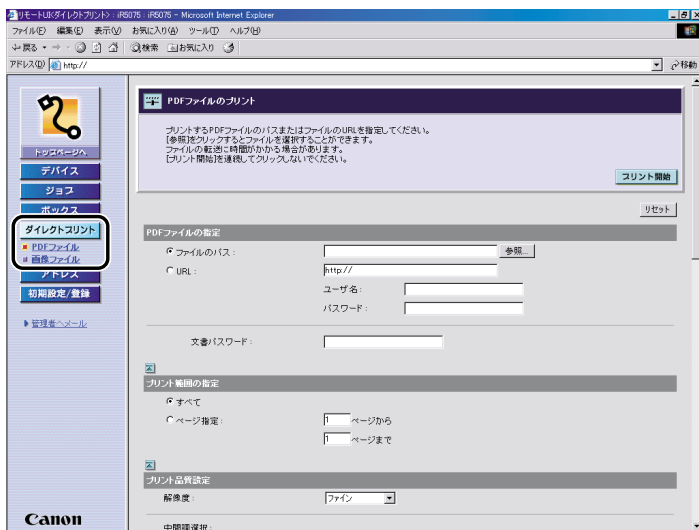 リモートUI<ダイレクトプリント> : iR5075 : iR5075 - Microsoft Internet Explorer
ファイル(F) 編集(E) 表示(V) お気に入り(A) ツール(T) ヘルプ(H)
戻る 検索 お気に入り
アドレス(D) http:// 移動
トップページへ
デバイス
ジョブ
ボックス
ダイレクトプリント
PDFファイル
画像ファイル
アドレス
初期設定/登録
管理者へメール
Canon
PDFファイルのプリント
プリントするPDFファイルのパスまたはファイルのURLを指定してください。
[参照]をクリックするとファイルを選択することができます。
ファイルの転送に時間がかかる場合があります。
[プリント開始]を連続してクリックしないでください。
プリント開始
リセット
PDFファイルの指定
ファイルのパス : 参照...
URL : http://
ユーザ名 :
パスワード :
文書パスワード :
プリント範囲の指定
すべて
ページ指定 : 1 ページから
1 ページまで
プリント品質設定
解像度 : ファイン
中間調選択 :